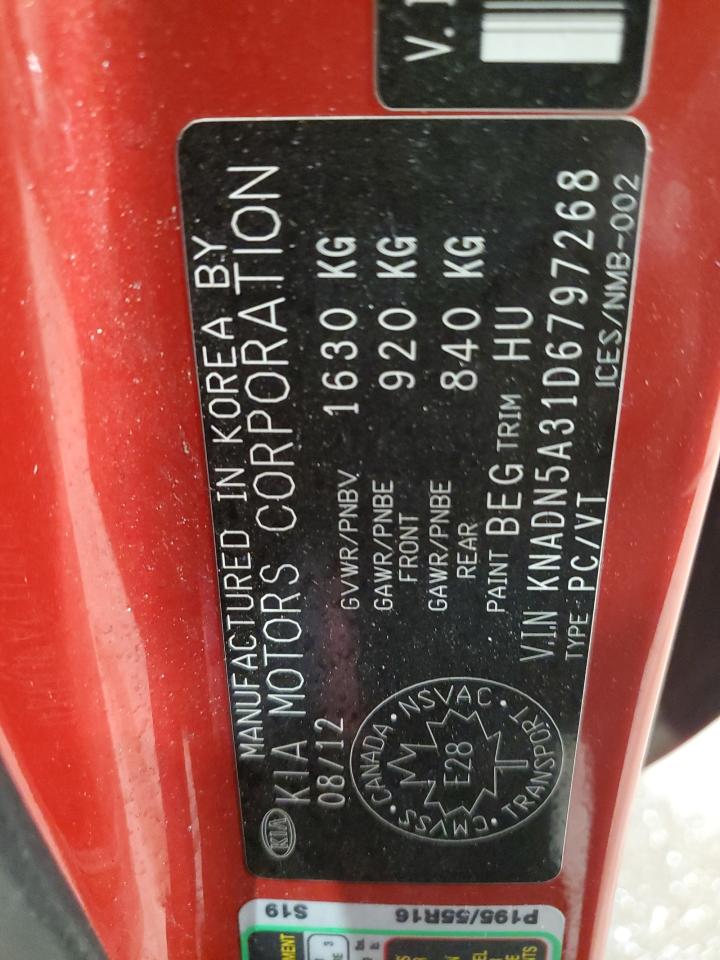 V.I
MANUFACTURED IN KOREA BY
KIA KIA MOTORS CORPORATION
08/12
GVWR/PNBV 1630 KG
GAWR/PNBE FRONT 920 KG
GAWR/PNBE REAR 840 KG
PAINT BEG TRIM HU
V.I.N KNADN5A31D6797268
TYPE PC/VT
ICES/NMB-002
CMVSS · CANADA · NSVAC · TRANSPORT
E28
P195/55R16
S19